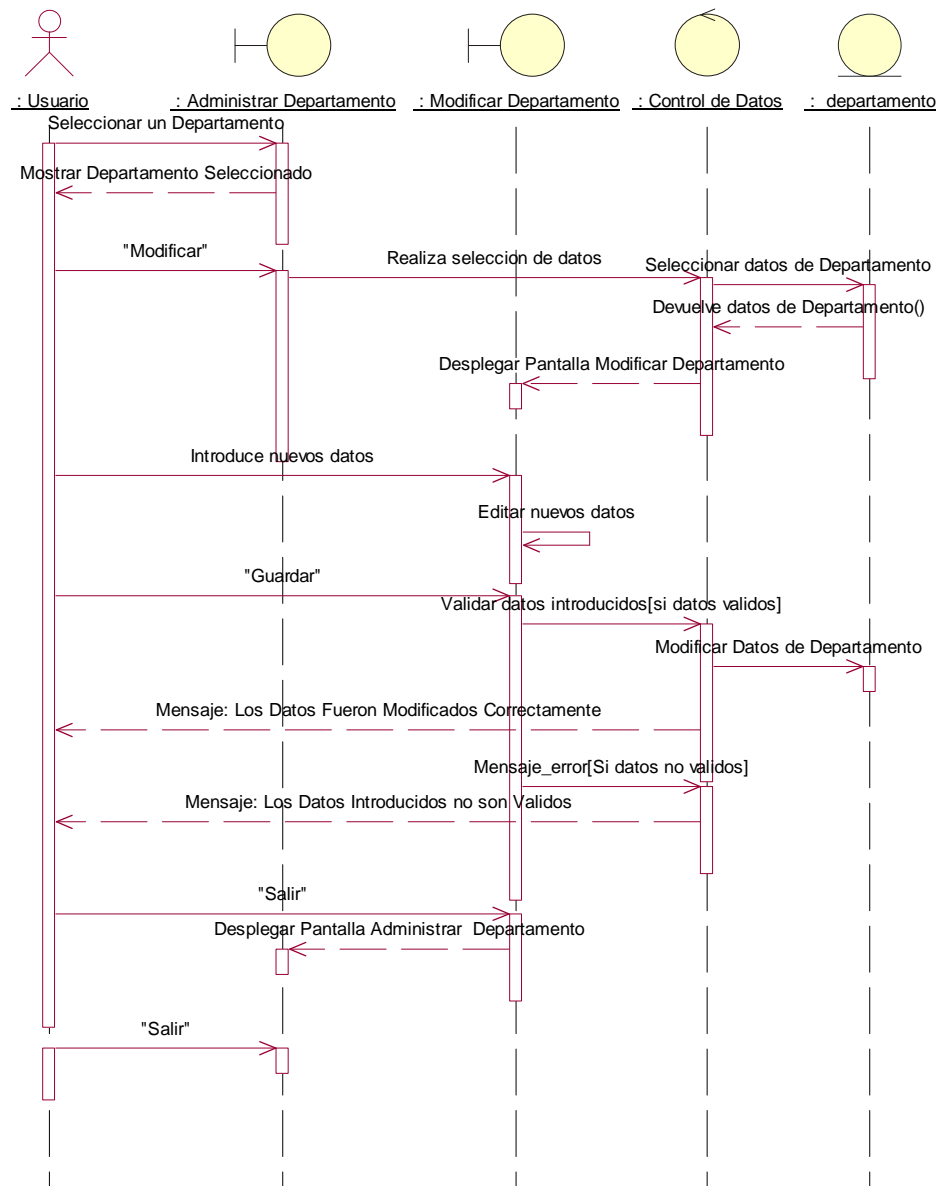 : Usuario
: Administrar Departamento
: Modificar Departamento
: Control de Datos
: departamento
Seleccionar un Departamento
Mostrar Departamento Seleccionado
"Modificar"
Realiza seleccion de datos
Seleccionar datos de Departamento
Devuelve datos de Departamento()
Desplegar Pantalla Modificar Departamento
Introduce nuevos datos
Editar nuevos datos
"Guardar"
Validar datos introducidos[si datos validos]
Modificar Datos de Departamento
Mensaje: Los Datos Fueron Modificados Correctamente
Mensaje_error[Si datos no validos]
Mensaje: Los Datos Introducidos no son Validos
"Salir"
Desplegar Pantalla Administrar Departamento
"Salir"